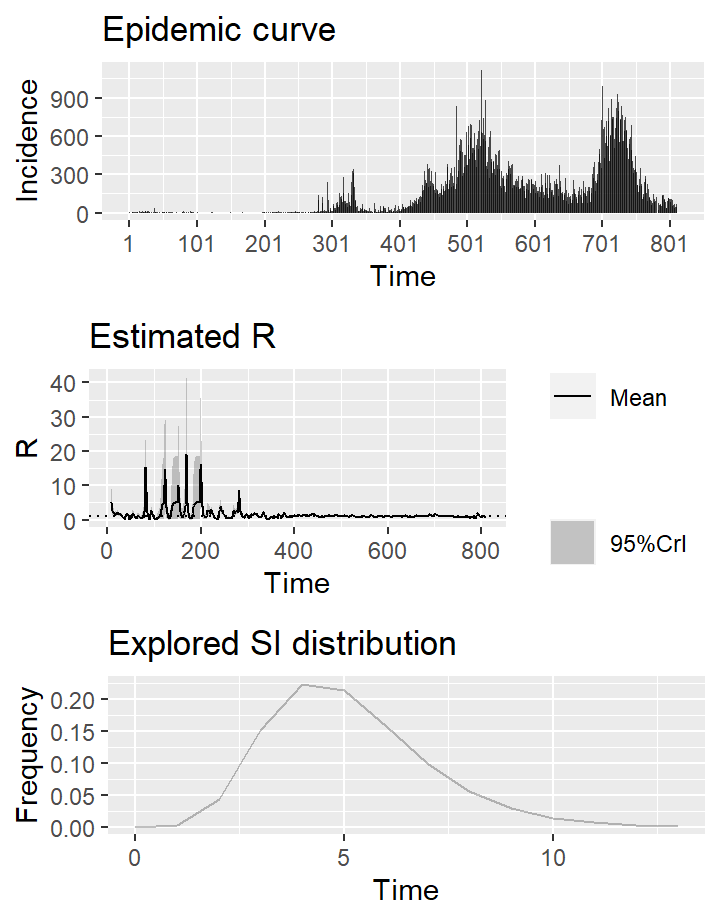 Epidemic curve
Incidence
900
600
300
0
1 101 201 301 401 501 601 701 801
Time
Estimated R
R
40
30
20
10
0
0 200 400 600 800
Time
Mean
95%CrI
Explored SI distribution
Frequency
0.20
0.15
0.10
0.05
0.00
0 5 10
Time